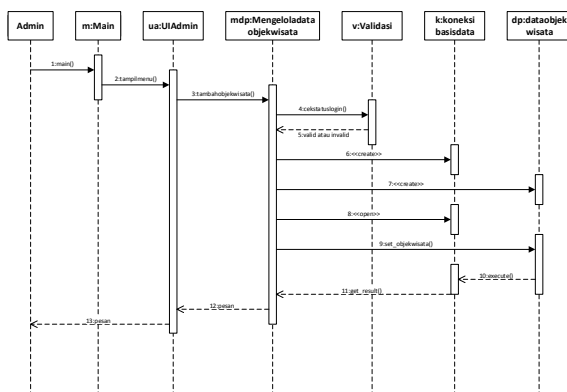 Admin
m:Main
ua:UIAdmin
mdp:Mengeloladata
objekwisata
v:Validasi
k:koneksi
basisdata
dp:dataobjek
wisata
1:main()
2:tampilmenu()
3:tambahobjekwisata()
4:cekstatuslogin()
5:valid atau invalid
6:<<create>>
7:<<create>>
8:<<open>>
9:set_objekwisata()
10:execute()
11:get_result()
12:pesan
13:pesan